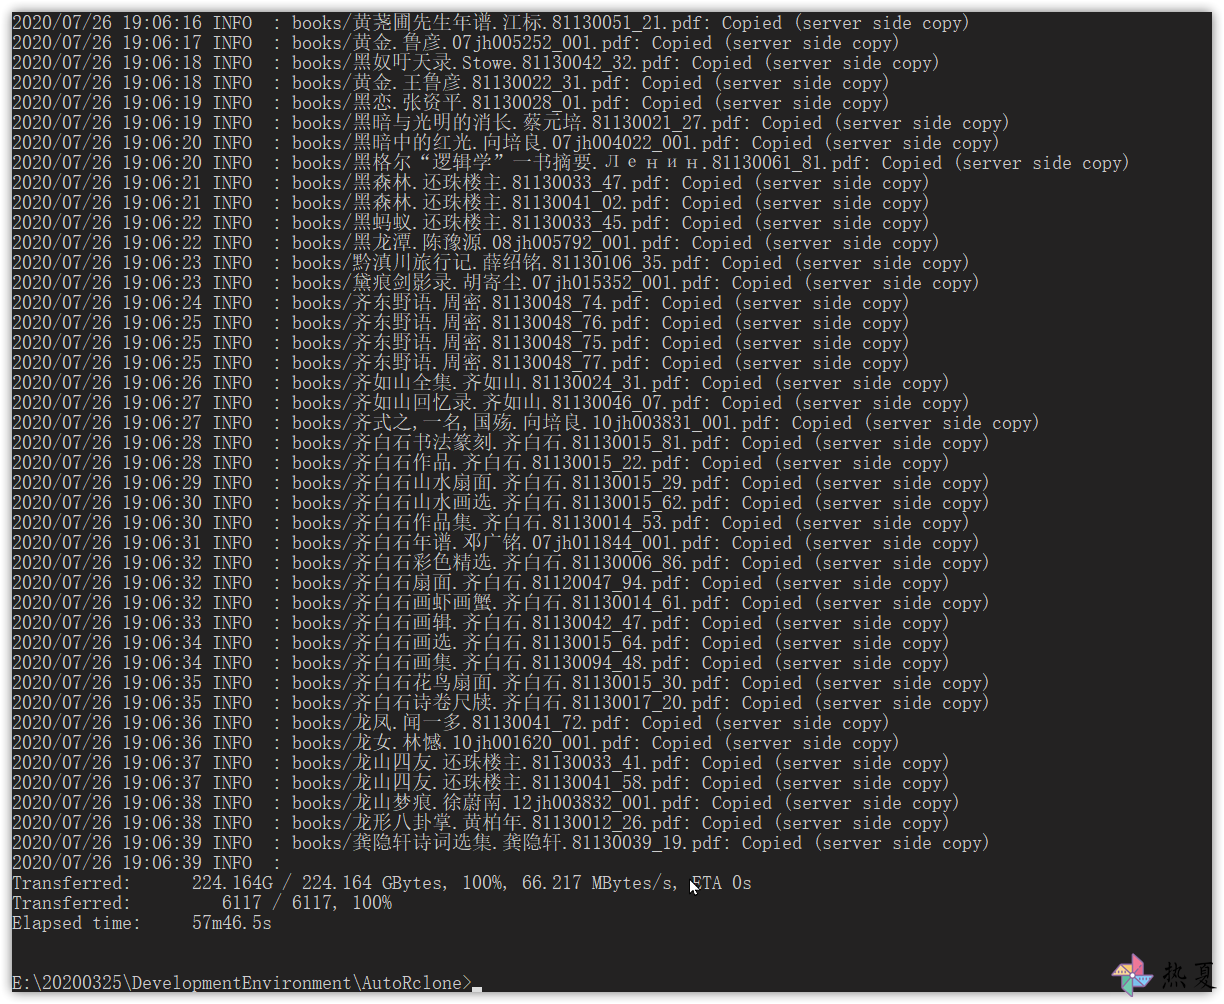 2020/07/26 19:06:16 INFO  : books/黄荛圃先生年谱.江标.81130051_21.pdf: Copied (server side copy)
2020/07/26 19:06:17 INFO  : books/黄金.鲁彦.07jh005252_001.pdf: Copied (server side copy)
2020/07/26 19:06:18 INFO  : books/黑奴吁天录.Stowe.81130042_32.pdf: Copied (server side copy)
2020/07/26 19:06:18 INFO  : books/黄金.王鲁彦.81130022_31.pdf: Copied (server side copy)
2020/07/26 19:06:19 INFO  : books/黑恋.张资平.81130028_01.pdf: Copied (server side copy)
2020/07/26 19:06:19 INFO  : books/黑暗与光明的消长.蔡元培.81130021_27.pdf: Copied (server side copy)
2020/07/26 19:06:20 INFO  : books/黑暗中的红光.向培良.07jh004022_001.pdf: Copied (server side copy)
2020/07/26 19:06:20 INFO  : books/黑格尔“逻辑学”一书摘要.Ленин.81130061_81.pdf: Copied (server side copy)
2020/07/26 19:06:21 INFO  : books/黑森林.还珠楼主.81130033_47.pdf: Copied (server side copy)
2020/07/26 19:06:21 INFO  : books/黑森林.还珠楼主.81130041_02.pdf: Copied (server side copy)
2020/07/26 19:06:22 INFO  : books/黑蚂蚁.还珠楼主.81130033_45.pdf: Copied (server side copy)
2020/07/26 19:06:22 INFO  : books/黑龙潭.陈豫源.08jh005792_001.pdf: Copied (server side copy)
2020/07/26 19:06:23 INFO  : books/黔滇川旅行记.薛绍铭.81130106_35.pdf: Copied (server side copy)
2020/07/26 19:06:23 INFO  : books/黛痕剑影录.胡寄尘.07jh015352_001.pdf: Copied (server side copy)
2020/07/26 19:06:24 INFO  : books/齐东野语.周密.81130048_74.pdf: Copied (server side copy)
2020/07/26 19:06:25 INFO  : books/齐东野语.周密.81130048_76.pdf: Copied (server side copy)
2020/07/26 19:06:25 INFO  : books/齐东野语.周密.81130048_75.pdf: Copied (server side copy)
2020/07/26 19:06:25 INFO  : books/齐东野语.周密.81130048_77.pdf: Copied (server side copy)
2020/07/26 19:06:26 INFO  : books/齐如山全集.齐如山.81130024_31.pdf: Copied (server side copy)
2020/07/26 19:06:27 INFO  : books/齐如山回忆录.齐如山.81130046_07.pdf: Copied (server side copy)
2020/07/26 19:06:27 INFO  : books/齐式之,一名,国殇.向培良.10jh003831_001.pdf: Copied (server side copy)
2020/07/26 19:06:28 INFO  : books/齐白石书法篆刻.齐白石.81130015_81.pdf: Copied (server side copy)
2020/07/26 19:06:28 INFO  : books/齐白石作品.齐白石.81130015_22.pdf: Copied (server side copy)
2020/07/26 19:06:29 INFO  : books/齐白石山水扇面.齐白石.81130015_29.pdf: Copied (server side copy)
2020/07/26 19:06:30 INFO  : books/齐白石山水画选.齐白石.81130015_62.pdf: Copied (server side copy)
2020/07/26 19:06:30 INFO  : books/齐白石作品集.齐白石.81130014_53.pdf: Copied (server side copy)
2020/07/26 19:06:31 INFO  : books/齐白石年谱.邓广铭.07jh011844_001.pdf: Copied (server side copy)
2020/07/26 19:06:32 INFO  : books/齐白石彩色精选.齐白石.81130006_86.pdf: Copied (server side copy)
2020/07/26 19:06:32 INFO  : books/齐白石扇面.齐白石.81120047_94.pdf: Copied (server side copy)
2020/07/26 19:06:32 INFO  : books/齐白石画虾画蟹.齐白石.81130014_61.pdf: Copied (server side copy)
2020/07/26 19:06:33 INFO  : books/齐白石画辑.齐白石.81130042_47.pdf: Copied (server side copy)
2020/07/26 19:06:34 INFO  : books/齐白石画选.齐白石.81130015_64.pdf: Copied (server side copy)
2020/07/26 19:06:34 INFO  : books/齐白石画集.齐白石.81130094_48.pdf: Copied (server side copy)
2020/07/26 19:06:35 INFO  : books/齐白石花鸟扇面.齐白石.81130015_30.pdf: Copied (server side copy)
2020/07/26 19:06:35 INFO  : books/齐白石诗卷尺牍.齐白石.81130017_20.pdf: Copied (server side copy)
2020/07/26 19:06:36 INFO  : books/龙凤.闻一多.81130041_72.pdf: Copied (server side copy)
2020/07/26 19:06:36 INFO  : books/龙女.林憾.10jh001620_001.pdf: Copied (server side copy)
2020/07/26 19:06:37 INFO  : books/龙山四友.还珠楼主.81130033_41.pdf: Copied (server side copy)
2020/07/26 19:06:37 INFO  : books/龙山四友.还珠楼主.81130041_58.pdf: Copied (server side copy)
2020/07/26 19:06:38 INFO  : books/龙山梦痕.徐蔚南.12jh003832_001.pdf: Copied (server side copy)
2020/07/26 19:06:38 INFO  : books/龙形八卦掌.黄柏年.81130012_26.pdf: Copied (server side copy)
2020/07/26 19:06:39 INFO  : books/龚隐轩诗词选集.龚隐轩.81130039_19.pdf: Copied (server side copy)
2020/07/26 19:06:39 INFO  :
Transferred:      224.164G / 224.164 GBytes, 100%, 66.217 MBytes/s, ETA 0s
Transferred:         6117 / 6117, 100%
Elapsed time:     57m46.5s
E:\20200325\DevelopmentEnvironment\AutoRclone>
热夏